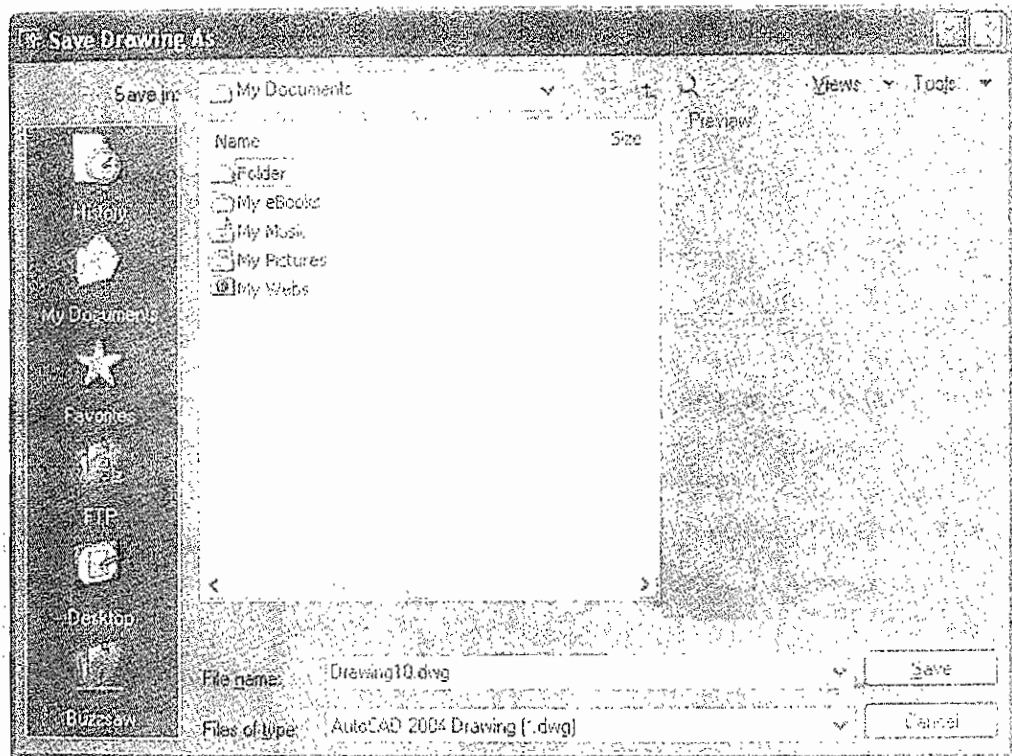 Save Drawing As
Save in: My Documents
Views Tools
Preview
Name Size
Folder
My eBooks
My Music
My Pictures
My Webs
History
My Documents
Favorites
FTP
Desktop
Buzzsaw
File name: Drawing10.dwg Save
Files of type: AutoCAD 2004 Drawing (*.dwg) Cancel